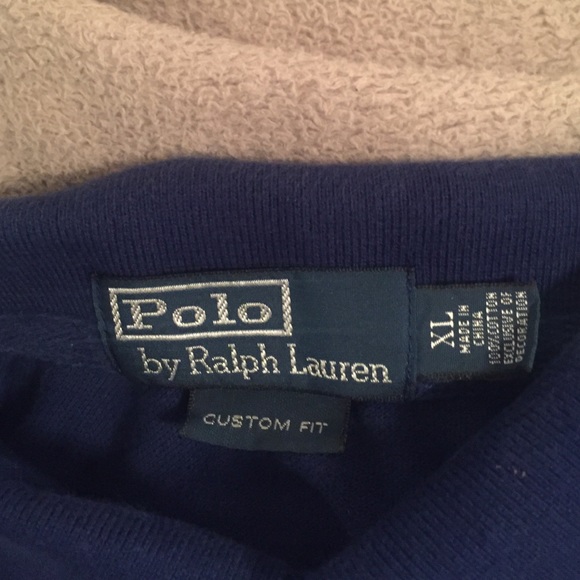 Polo
by Ralph Lauren
CUSTOM FIT
XL
MADE IN
CHINA
100%COTTON
EXCLUSIVE OF
DECORATION